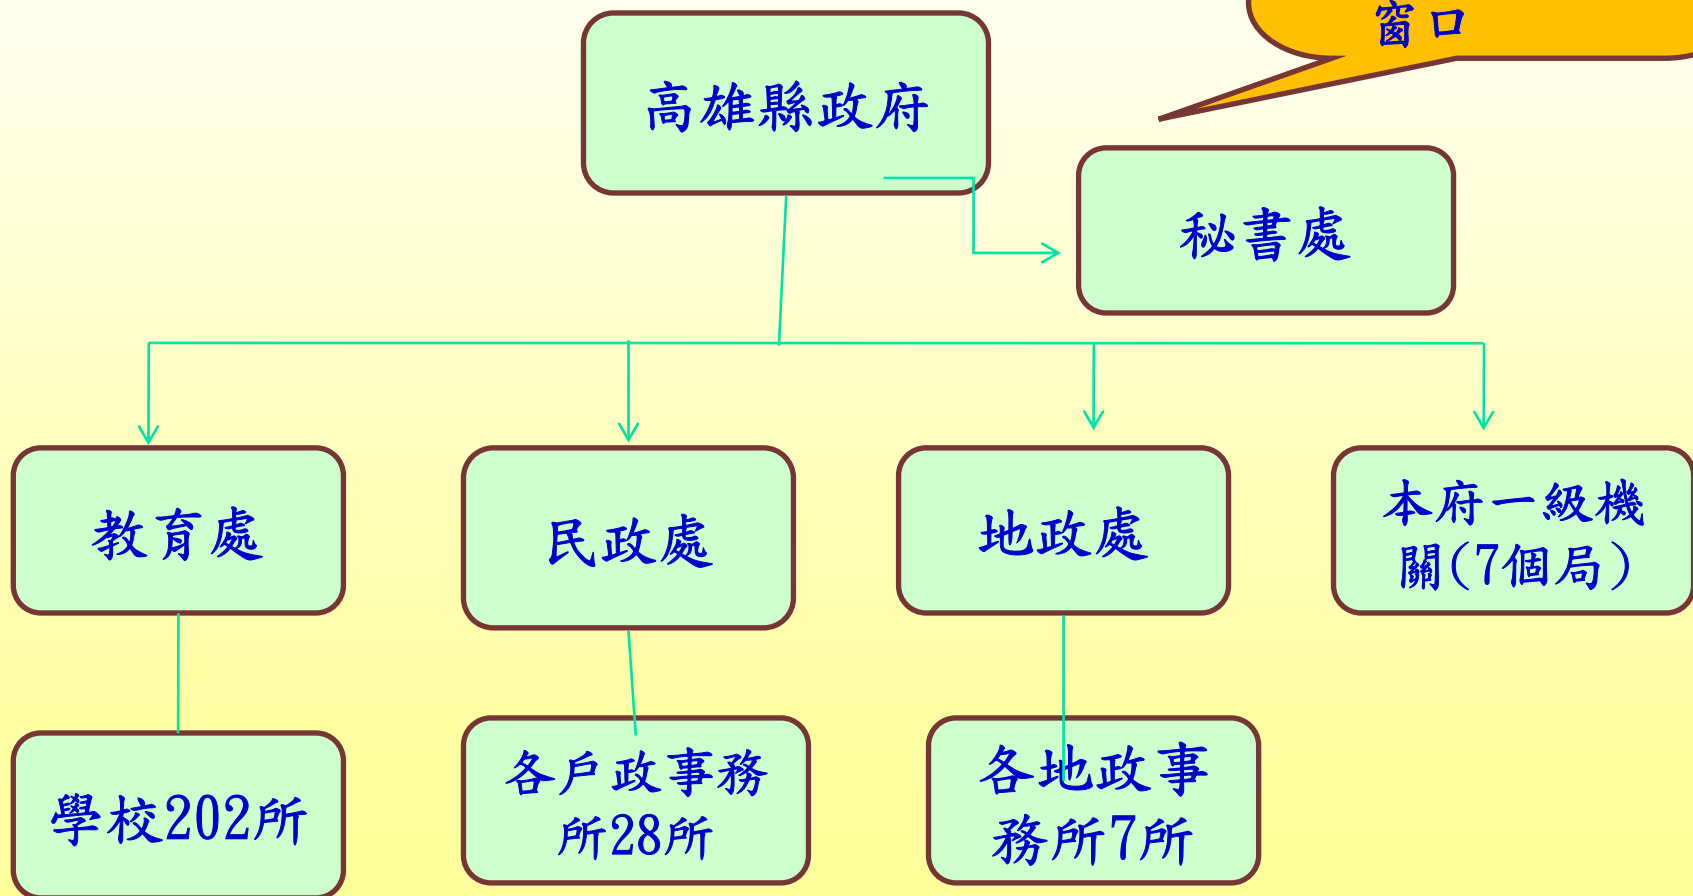 窗口
高雄縣政府
秘書處
教育處
民政處
地政處
本府一級機
關(7個局)
學校202所
各戶政事務
所28所
各地政事
務所7所